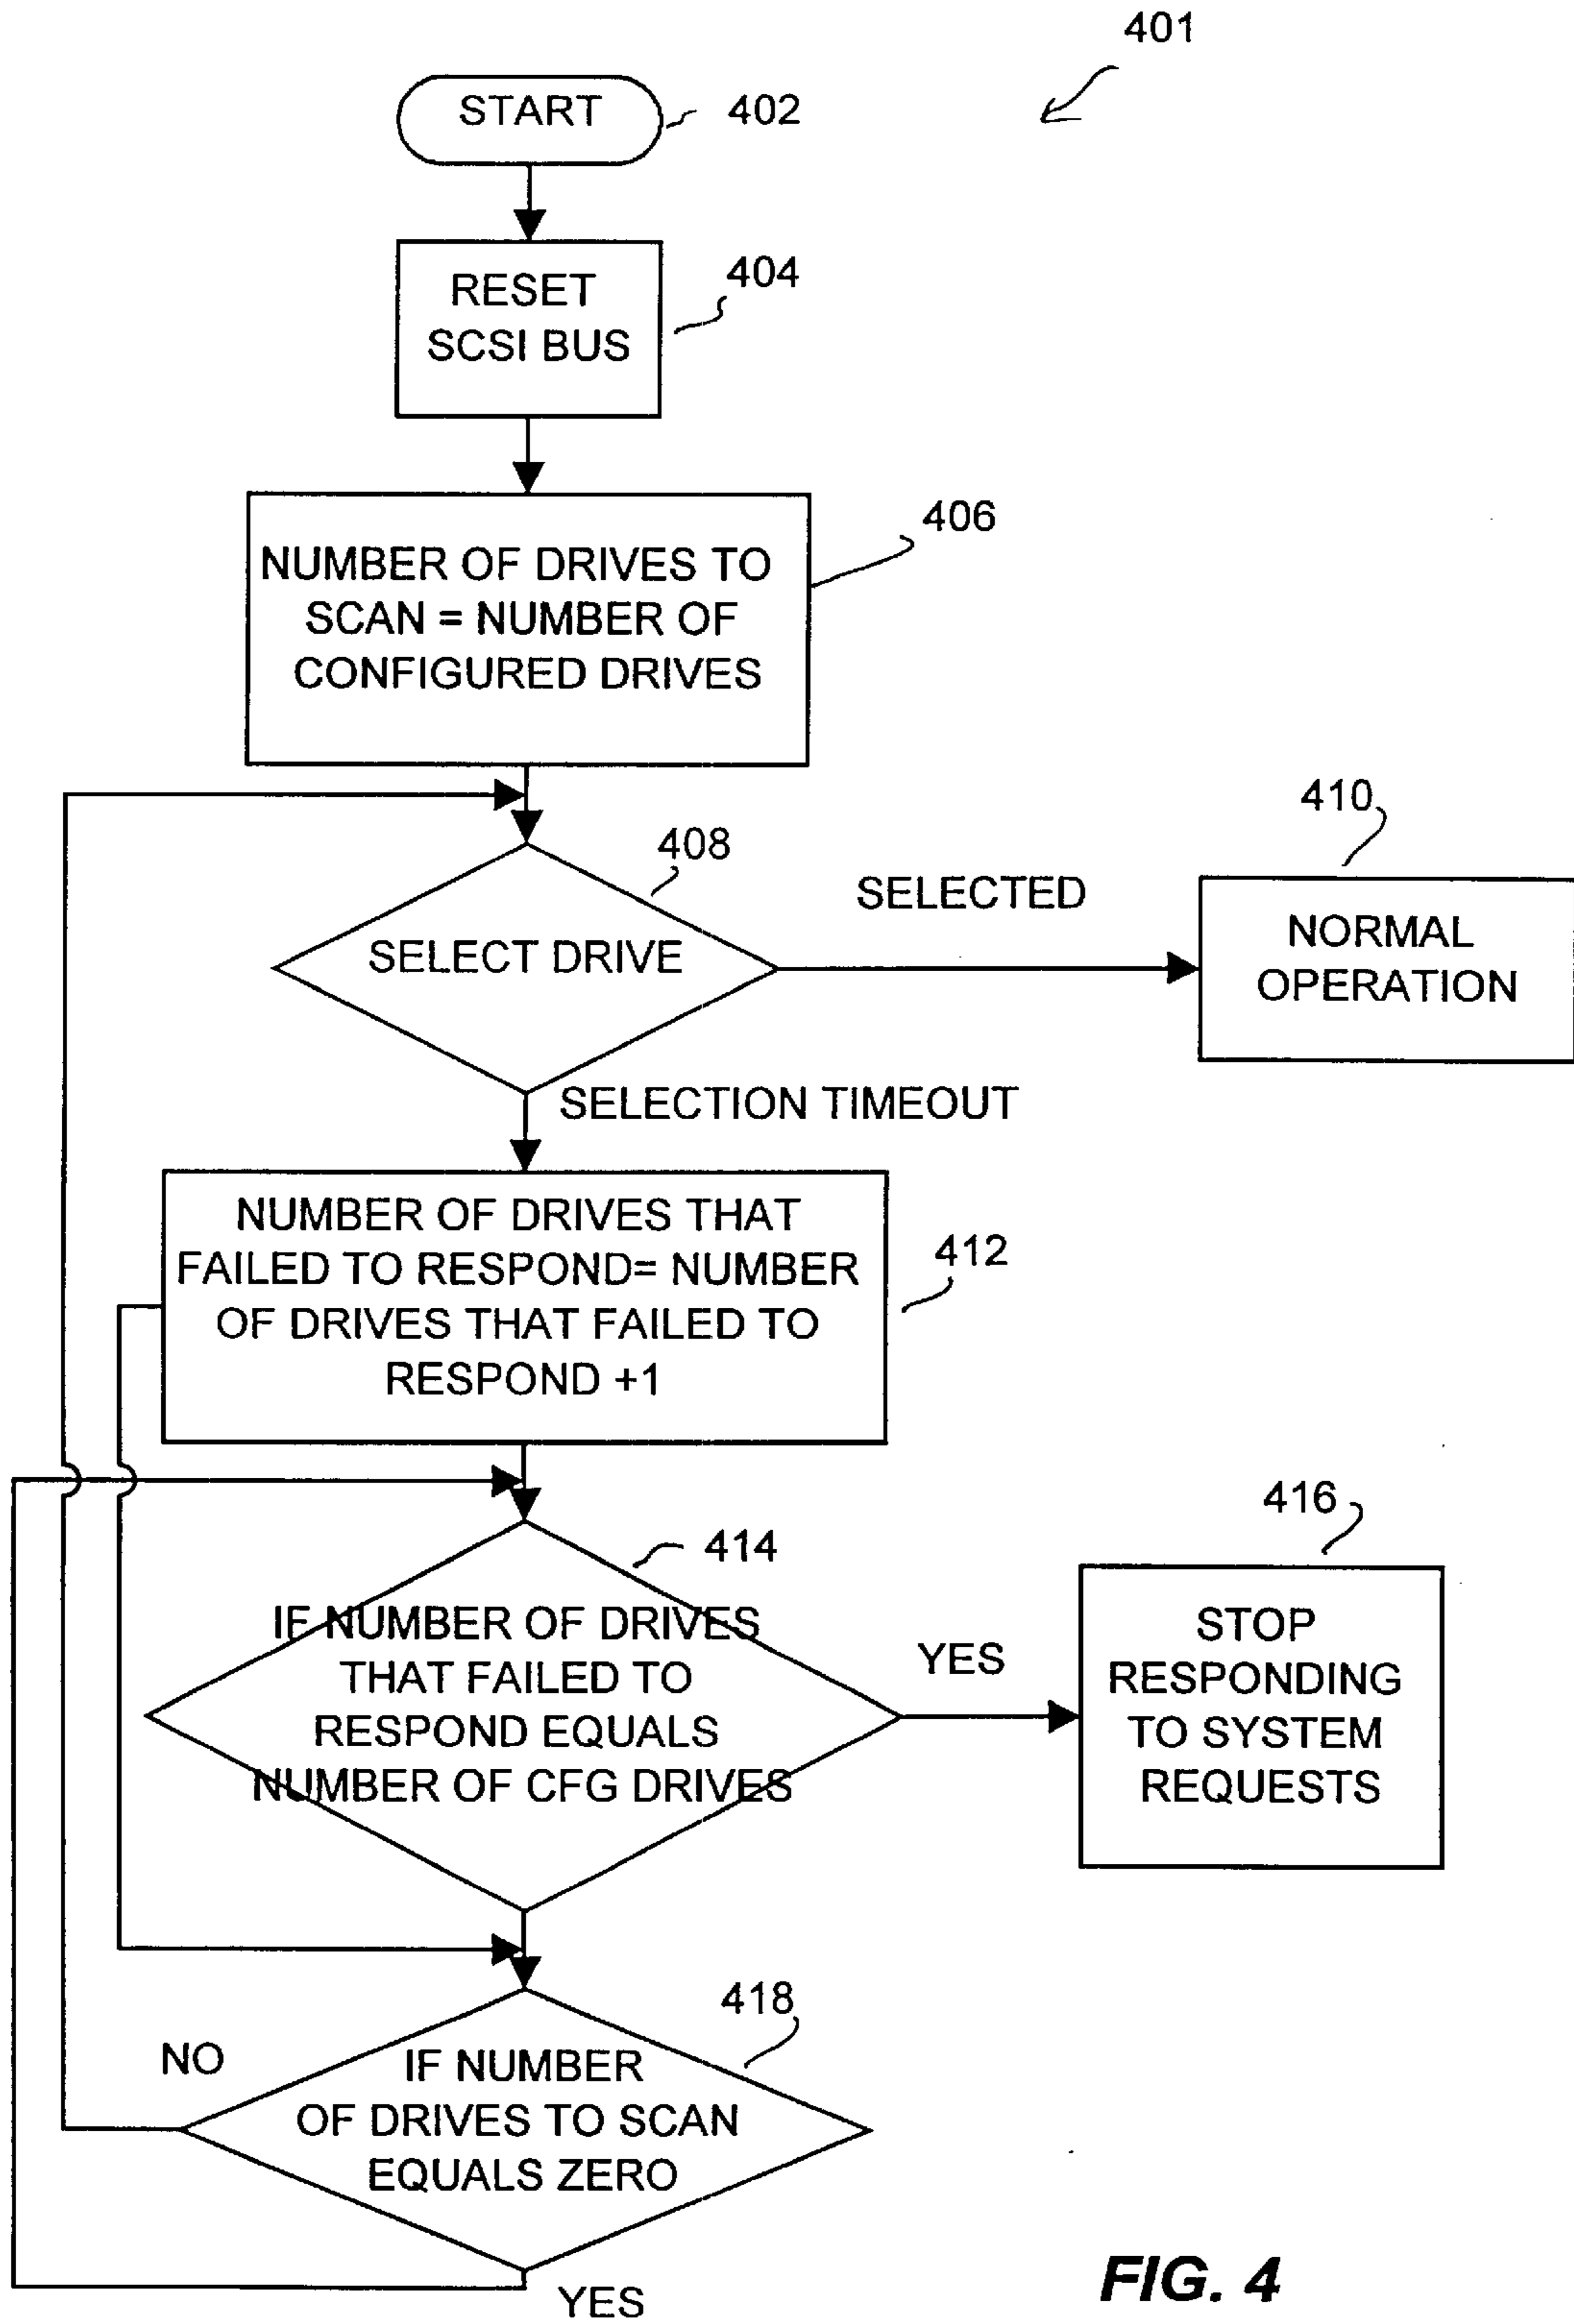 401
START
402
RESET
SCSI BUS
404
NUMBER OF DRIVES TO
SCAN = NUMBER OF
CONFIGURED DRIVES
406
408
SELECT DRIVE
SELECTED
410
NORMAL
OPERATION
SELECTION TIMEOUT
NUMBER OF DRIVES THAT
FAILED TO RESPOND= NUMBER
OF DRIVES THAT FAILED TO
RESPOND +1
412
414
IF NUMBER OF DRIVES
THAT FAILED TO
RESPOND EQUALS
NUMBER OF CFG DRIVES
YES
416
STOP
RESPONDING
TO SYSTEM
REQUESTS
418
NO
IF NUMBER
OF DRIVES TO SCAN
EQUALS ZERO
YES
FIG. 4